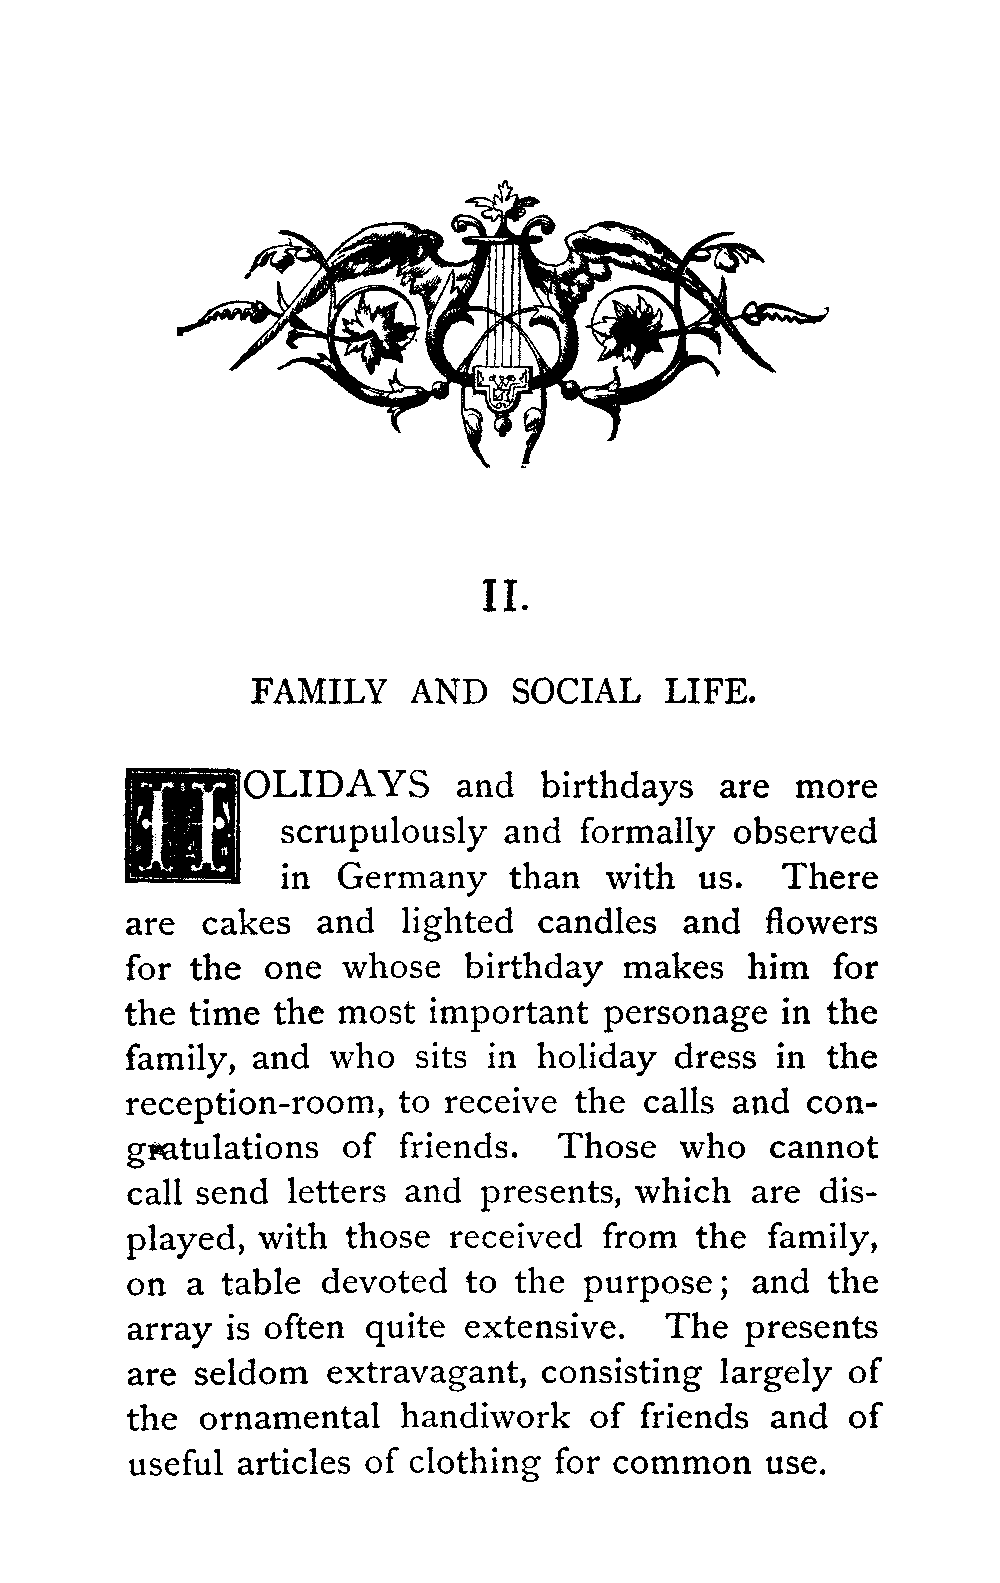 II.
FAMILY AND SOCIAL LIFE.
HOLIDAYS and birthdays are more
scrupulously and formally observed
in Germany than with us. There
are cakes and lighted candles and flowers
for the one whose birthday makes him for
the time the most important personage in the
family, and who sits in holiday dress in the
reception-room, to receive the calls and con-
gratulations of friends. Those who cannot
call send letters and presents, which are dis-
played, with those received from the family,
on a table devoted to the purpose; and the
array is often quite extensive. The presents
are seldom extravagant, consisting largely of
the ornamental handiwork of friends and of
useful articles of clothing for common use.